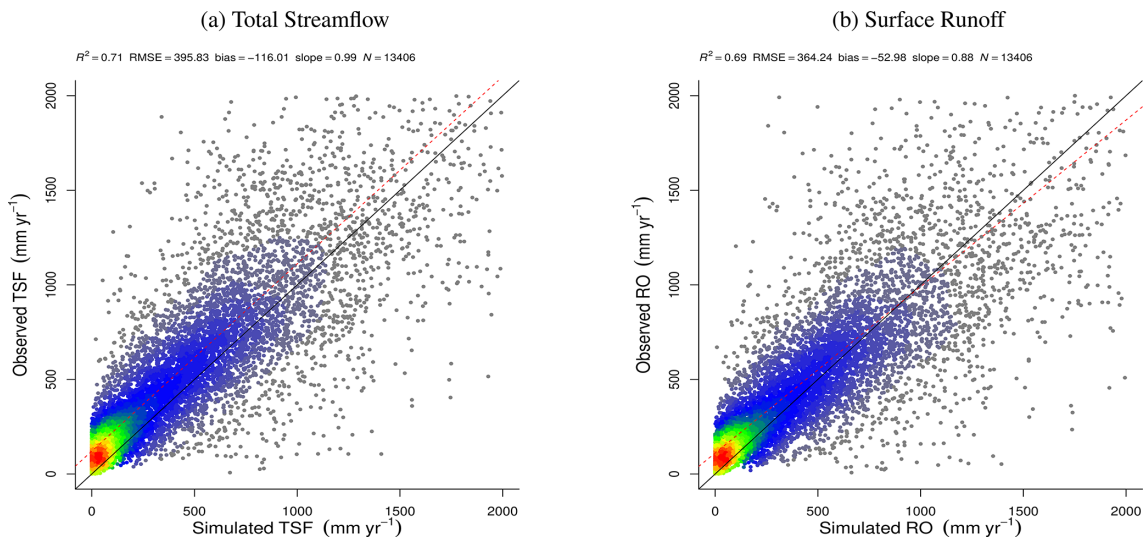 (a) Total Streamflow
R² = 0.71 RMSE = 395.83 bias = −116.01 slope = 0.99 N = 13406
2000
1500
1000
500
0
Observed TSF (mm yr⁻¹)
0 500 1000 1500 2000
Simulated TSF (mm yr⁻¹)
(b) Surface Runoff
R² = 0.69 RMSE = 364.24 bias = −52.98 slope = 0.88 N = 13406
2000
1500
1000
500
0
Observed RO (mm yr⁻¹)
0 500 1000 1500 2000
Simulated RO (mm yr⁻¹)